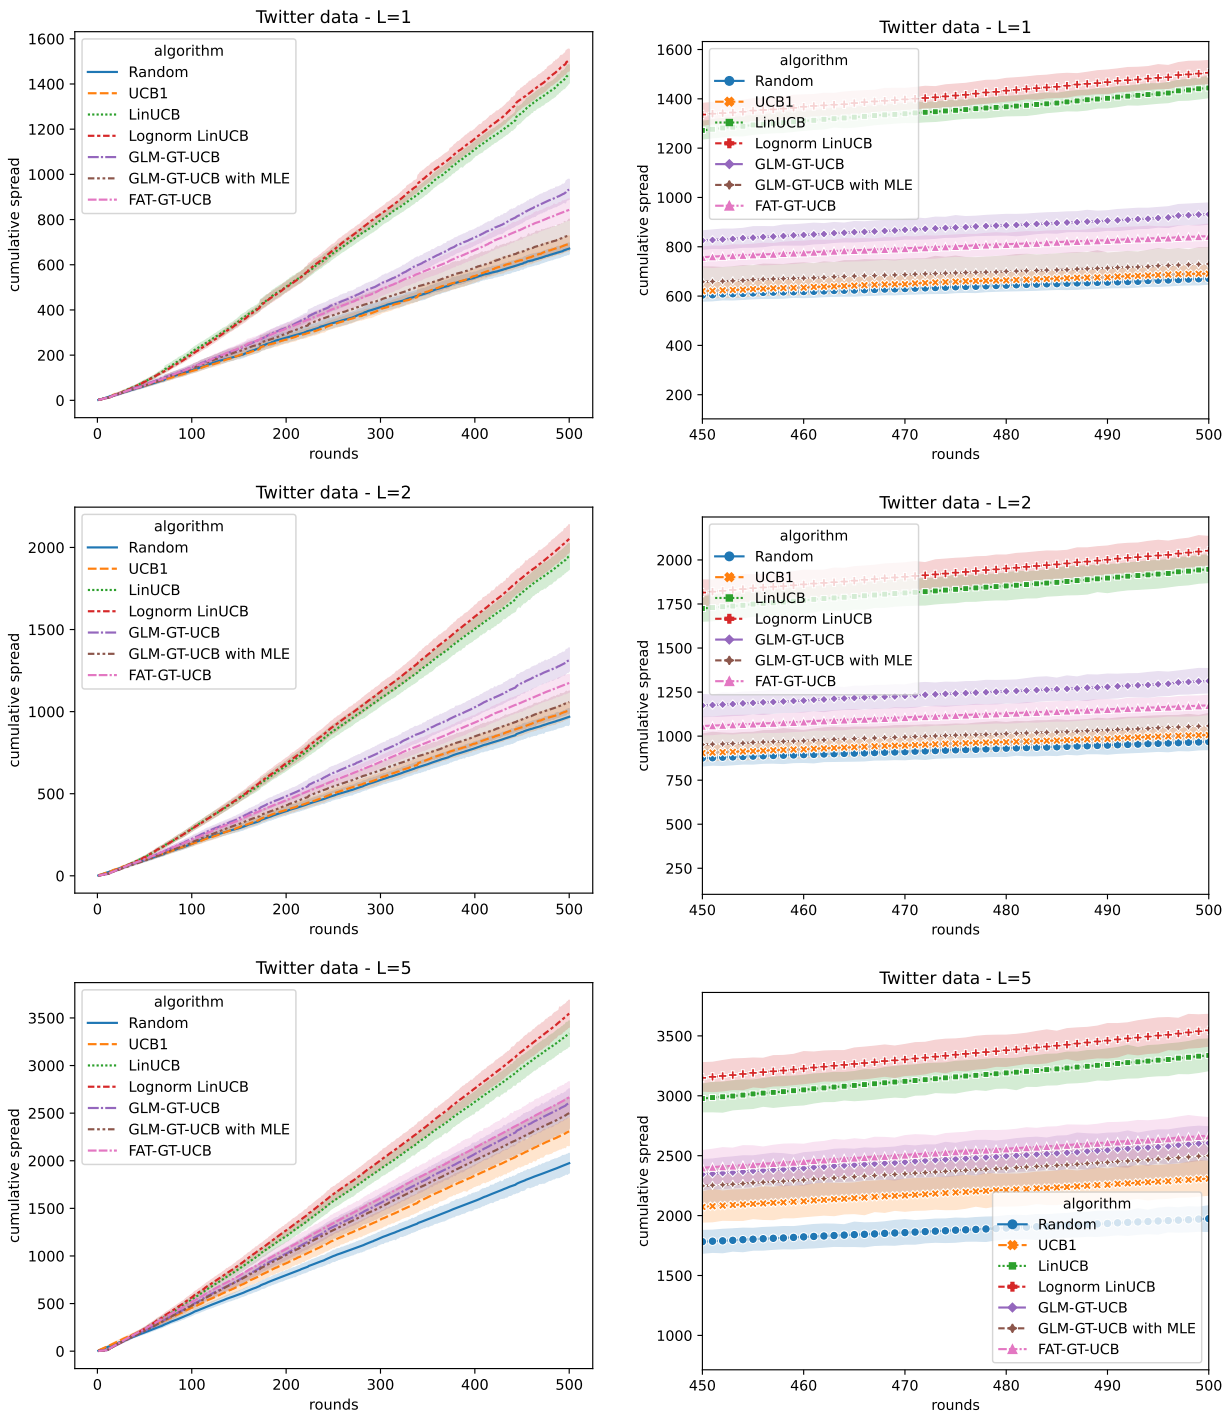 Twitter data - L=1
cumulative spread
1600
1400
1200
1000
800
600
400
200
0
algorithm
Random
UCB1
LinUCB
Lognorm LinUCB
GLM-GT-UCB
GLM-GT-UCB with MLE
FAT-GT-UCB
0 100 200 300 400 500
rounds
Twitter data - L=1
cumulative spread
1600
1400
1200
1000
800
600
400
200
algorithm
Random
UCB1
LinUCB
Lognorm LinUCB
GLM-GT-UCB
GLM-GT-UCB with MLE
FAT-GT-UCB
450 460 470 480 490 500
rounds
Twitter data - L=2
cumulative spread
2000
1500
1000
500
0
algorithm
Random
UCB1
LinUCB
Lognorm LinUCB
GLM-GT-UCB
GLM-GT-UCB with MLE
FAT-GT-UCB
0 100 200 300 400 500
rounds
Twitter data - L=2
cumulative spread
2000
1750
1500
1250
1000
750
500
250
algorithm
Random
UCB1
LinUCB
Lognorm LinUCB
GLM-GT-UCB
GLM-GT-UCB with MLE
FAT-GT-UCB
450 460 470 480 490 500
rounds
Twitter data - L=5
cumulative spread
3500
3000
2500
2000
1500
1000
500
0
algorithm
Random
UCB1
LinUCB
Lognorm LinUCB
GLM-GT-UCB
GLM-GT-UCB with MLE
FAT-GT-UCB
0 100 200 300 400 500
rounds
Twitter data - L=5
cumulative spread
3500
3000
2500
2000
1500
1000
algorithm
Random
UCB1
LinUCB
Lognorm LinUCB
GLM-GT-UCB
GLM-GT-UCB with MLE
FAT-GT-UCB
450 460 470 480 490 500
rounds